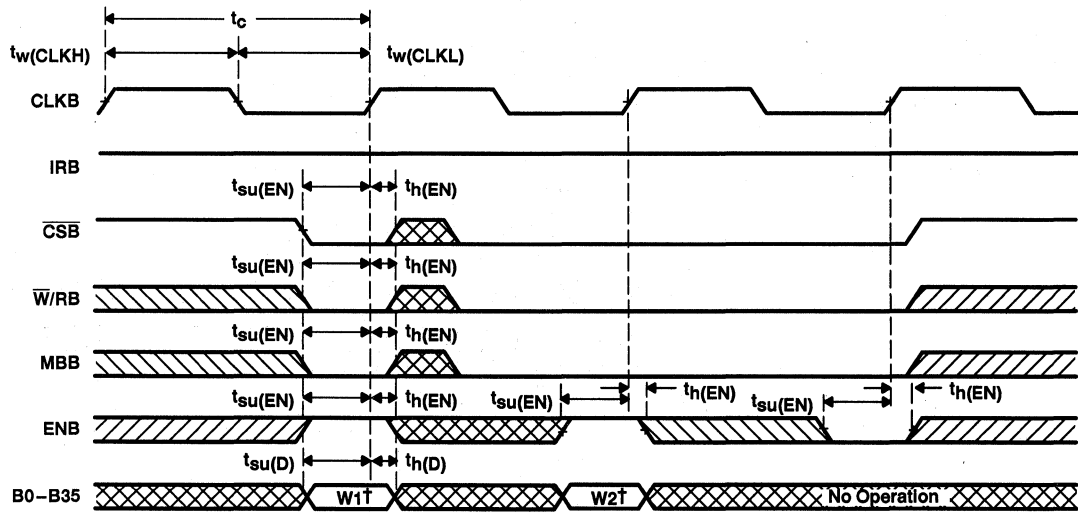 tc
tw(CLKH) tw(CLKL)
CLKB
IRB
tsu(EN) th(EN)
CSB
tsu(EN) th(EN)
W/RB
tsu(EN) th(EN)
MBB
tsu(EN) th(EN) tsu(EN) th(EN) tsu(EN) th(EN)
ENB
tsu(D) th(D)
B0–B35 W1† W2† No Operation